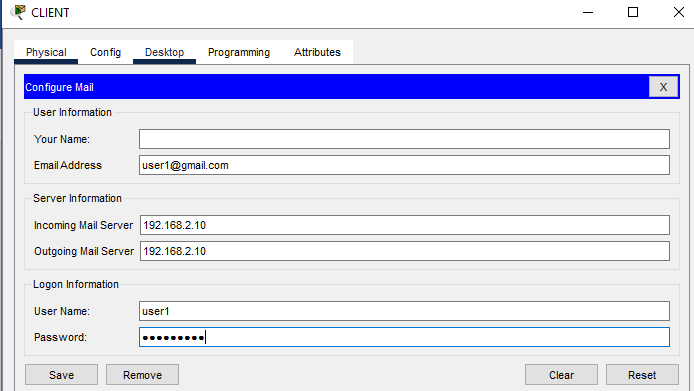 CLIENT
Physical Config Desktop Programming Attributes
Configure Mail X
User Information
Your Name:
Email Address user1@gmail.com
Server Information
Incoming Mail Server 192.168.2.10
Outgoing Mail Server 192.168.2.10
Logon Information
User Name: user1
Password: ●●●●●●●●●
Save Remove Clear Reset